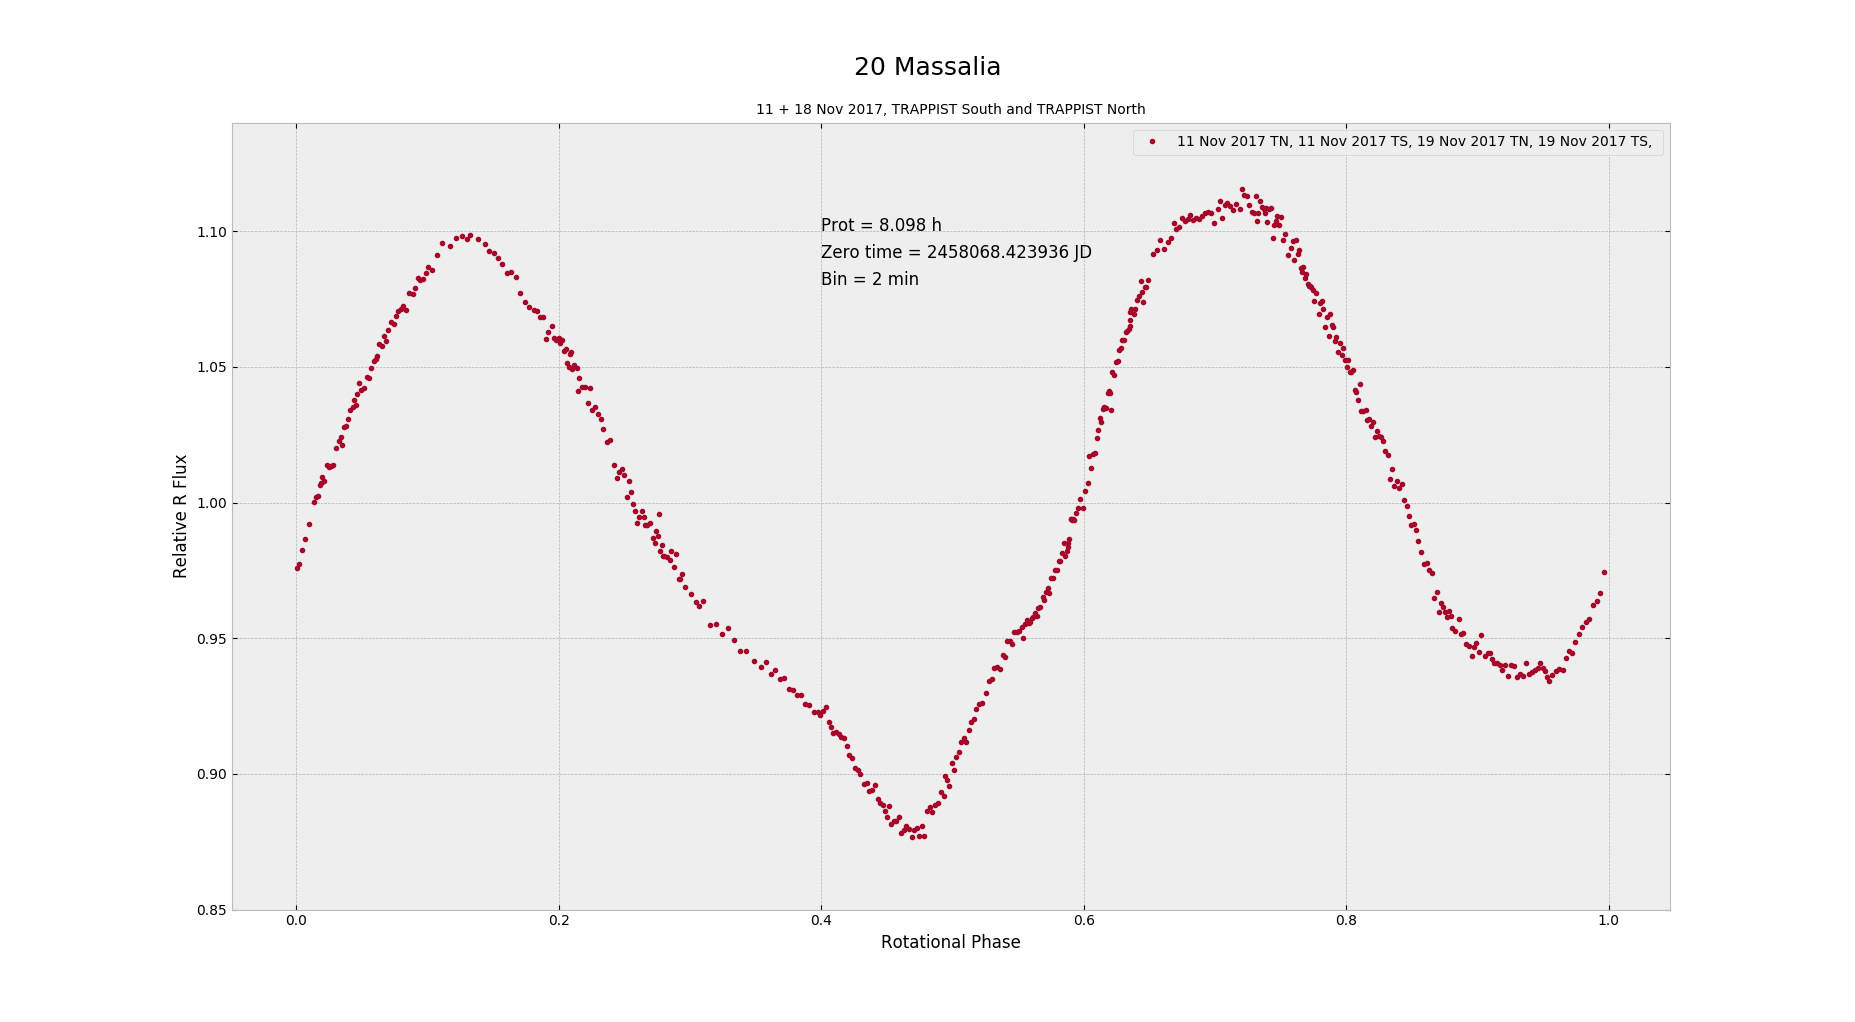 20 Massalia
11 + 18 Nov 2017, TRAPPIST South and TRAPPIST North
11 Nov 2017 TN, 11 Nov 2017 TS, 19 Nov 2017 TN, 19 Nov 2017 TS,
Prot = 8.098 h
Zero time = 2458068.423936 JD
Bin = 2 min
Relative R Flux
1.10
1.05
1.00
0.95
0.90
0.85
0.0 0.2 0.4 0.6 0.8 1.0
Rotational Phase